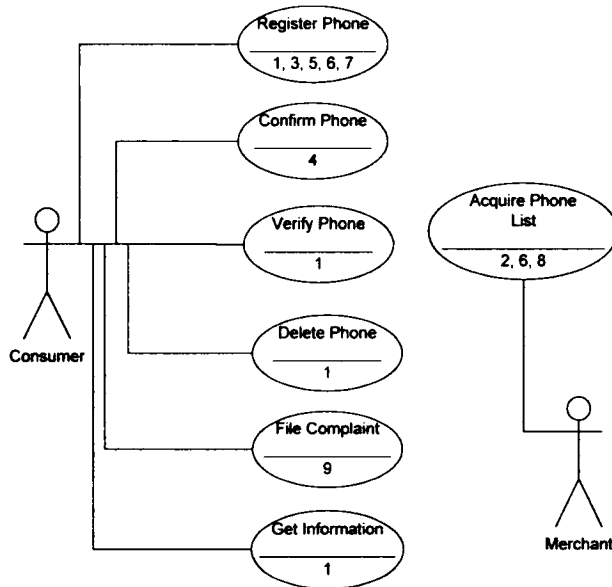 Register Phone
1, 3, 5, 6, 7
Confirm Phone
4
Verify Phone
1
Delete Phone
1
File Complaint
9
Get Information
1
Consumer
Acquire Phone
List
2, 6, 8
Merchant